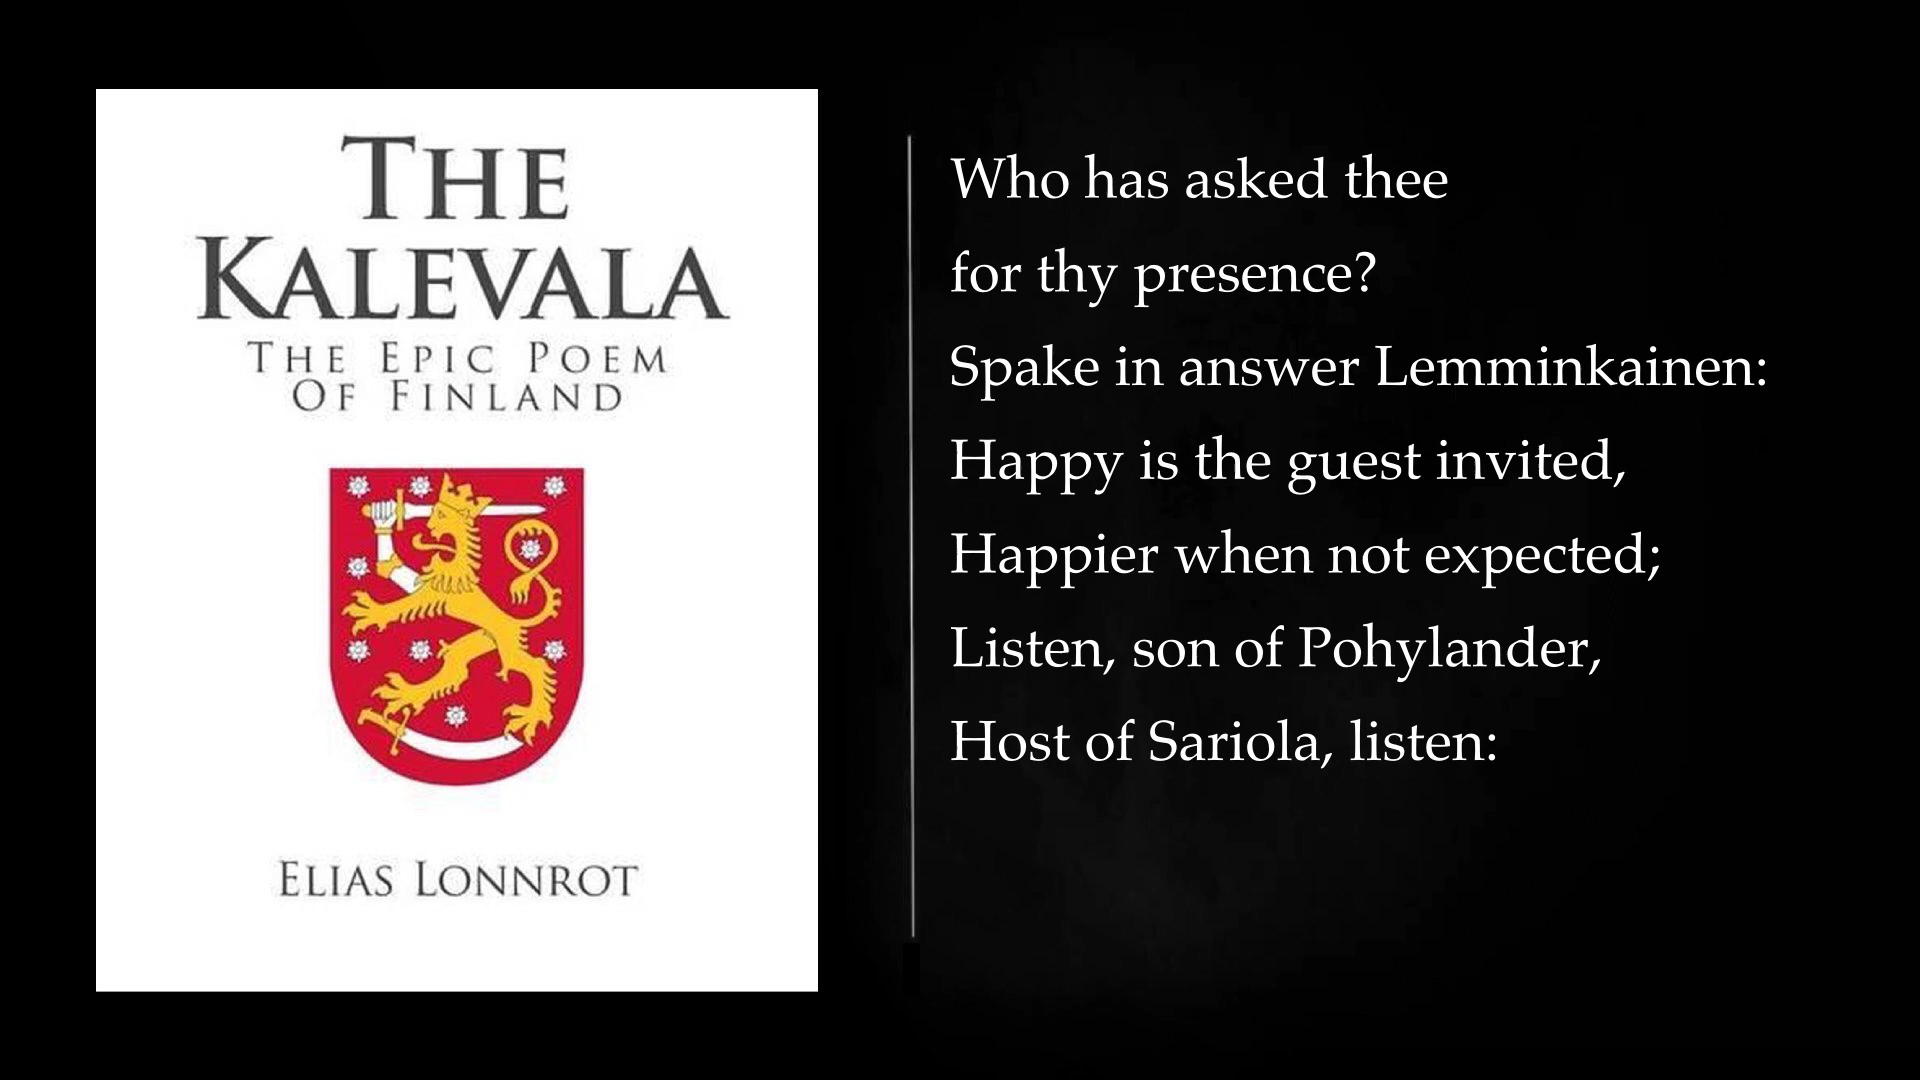 THE
KALEVALA
THE EPIC POEM
OF FINLAND
ELIAS LONNROT
Who has asked thee
for thy presence?
Spake in answer Lemminkainen:
Happy is the guest invited,
Happier when not expected;
Listen, son of Pohylander,
Host of Sariola, listen: